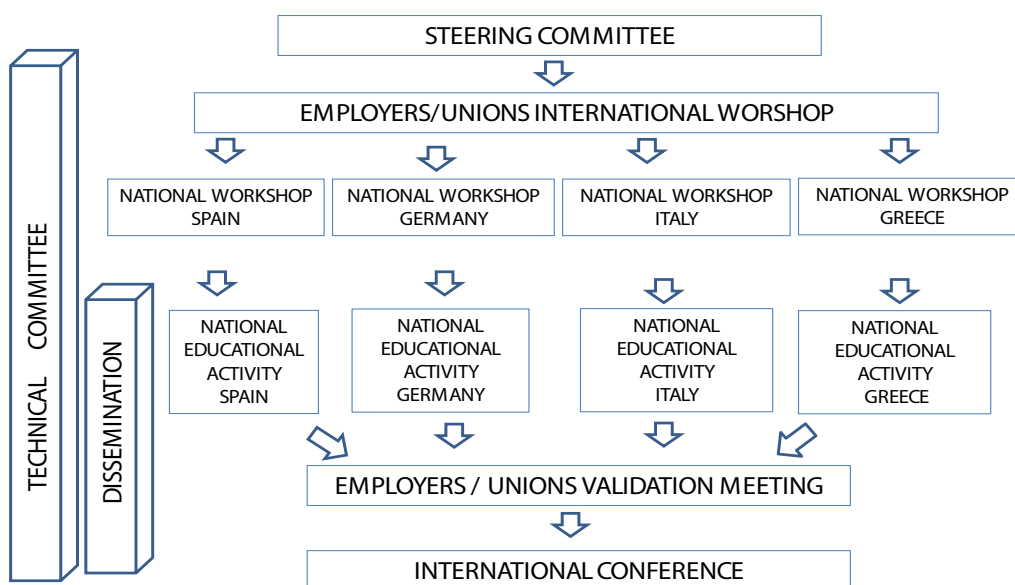 STEERING COMMITTEE
EMPLOYERS/UNIONS INTERNATIONAL WORSHOP
NATIONAL WORKSHOP
SPAIN
NATIONAL WORKSHOP
GERMANY
NATIONAL WORKSHOP
ITALY
NATIONAL WORKSHOP
GREECE
TECHNICAL COMMITTEE
DISSEMINATION
NATIONAL
EDUCATIONAL
ACTIVITY
SPAIN
NATIONAL
EDUCATIONAL
ACTIVITY
GERMANY
NATIONAL
EDUCATIONAL
ACTIVITY
ITALY
NATIONAL
EDUCATIONAL
ACTIVITY
GREECE
EMPLOYERS / UNIONS VALIDATION MEETING
INTERNATIONAL CONFERENCE